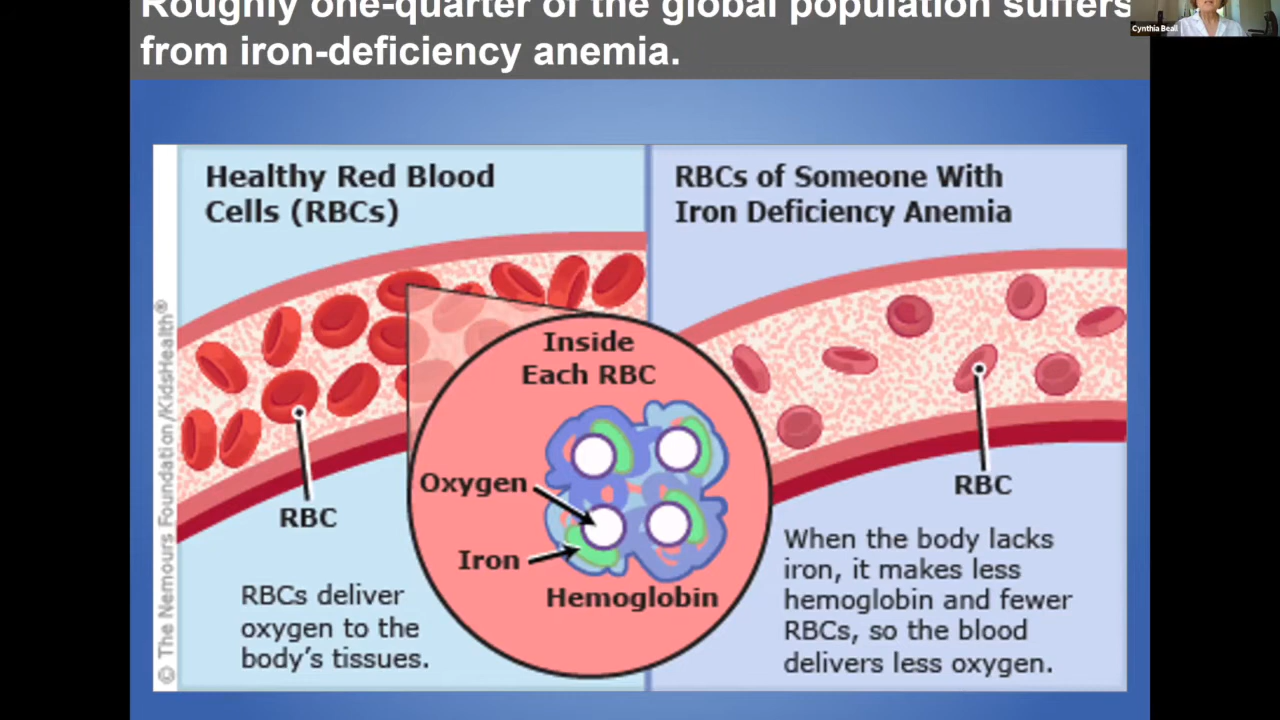 Roughly one-quarter of the global population suffers
from iron-deficiency anemia.
Cynthia Beall
Healthy Red Blood
Cells (RBCs)
RBCs of Someone With
Iron Deficiency Anemia
Inside
Each RBC
Oxygen
Iron
Hemoglobin
RBC
RBCs deliver
oxygen to the
body's tissues.
RBC
When the body lacks
iron, it makes less
hemoglobin and fewer
RBCs, so the blood
delivers less oxygen.
© The Nemours Foundation/KidsHealth®